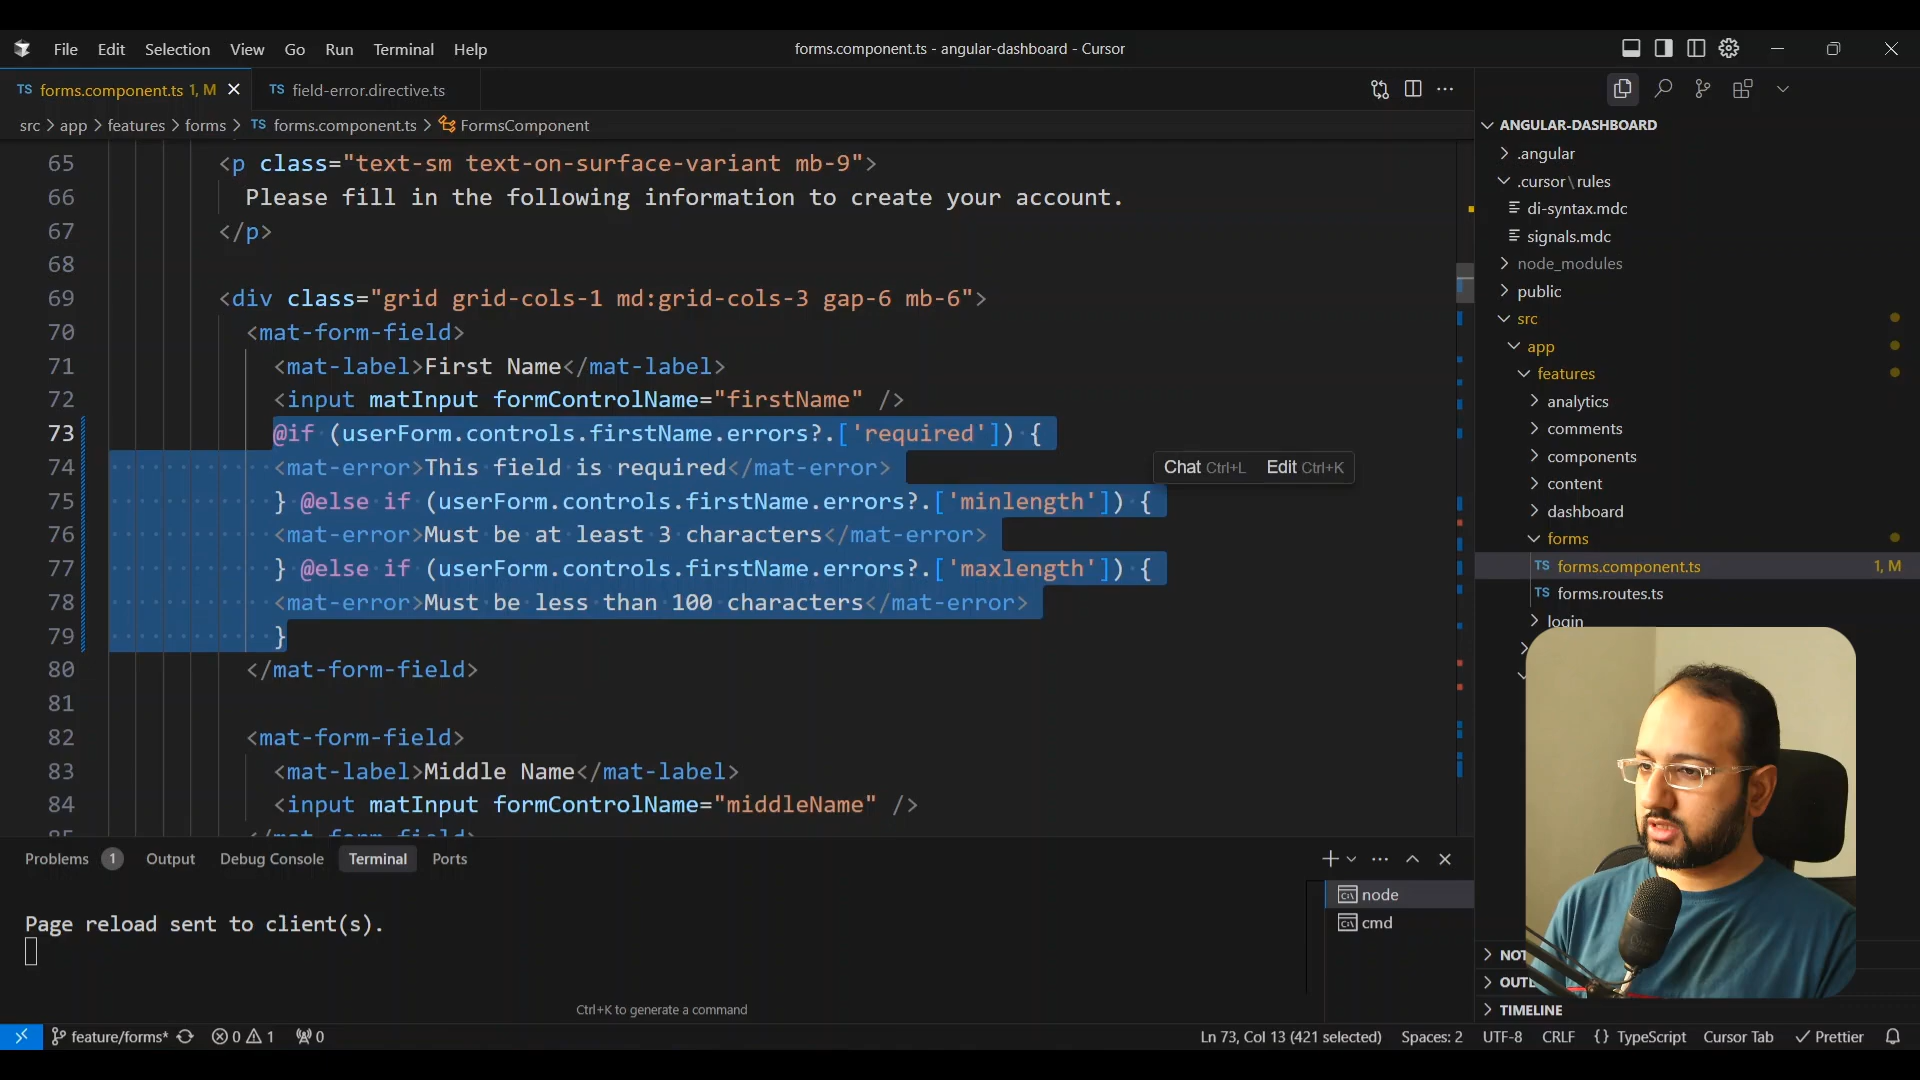 File Edit Selection View Go Run Terminal Help forms.component.ts - angular-dashboard - Cursor
TS forms.component.ts 1, M TS field-error.directive.ts
src > app > features > forms > TS forms.component.ts > FormsComponent
65 <p class="text-sm text-on-surface-variant mb-9">
66 Please fill in the following information to create your account.
67 </p>
68
69 <div class="grid grid-cols-1 md:grid-cols-3 gap-6 mb-6">
70 <mat-form-field>
71 <mat-label>First Name</mat-label>
72 <input matInput formControlName="firstName" />
73 @if (userForm.controls.firstName.errors?.['required']) {
74 <mat-error>This field is required</mat-error>
Chat Ctrl+L Edit Ctrl+K
75 } @else if (userForm.controls.firstName.errors?.['minlength']) {
76 <mat-error>Must be at least 3 characters</mat-error>
77 } @else if (userForm.controls.firstName.errors?.['maxlength']) {
78 <mat-error>Must be less than 100 characters</mat-error>
79 }
80 </mat-form-field>
81
82 <mat-form-field>
83 <mat-label>Middle Name</mat-label>
84 <input matInput formControlName="middleName" />
85 </mat-form-field>
Problems 1 Output Debug Console Terminal Ports
Page reload sent to client(s).
Ctrl+K to generate a command
node
cmd
ANGULAR-DASHBOARD
.angular
.cursor\rules
di-syntax.mdc
signals.mdc
node_modules
public
src
app
features
analytics
comments
components
content
dashboard
forms
TS forms.component.ts 1, M
TS forms.routes.ts
login
TIMELINE
feature/forms* 0 1 0 Ln 73, Col 13 (421 selected) Spaces: 2 UTF-8 CRLF {} TypeScript Cursor Tab Prettier